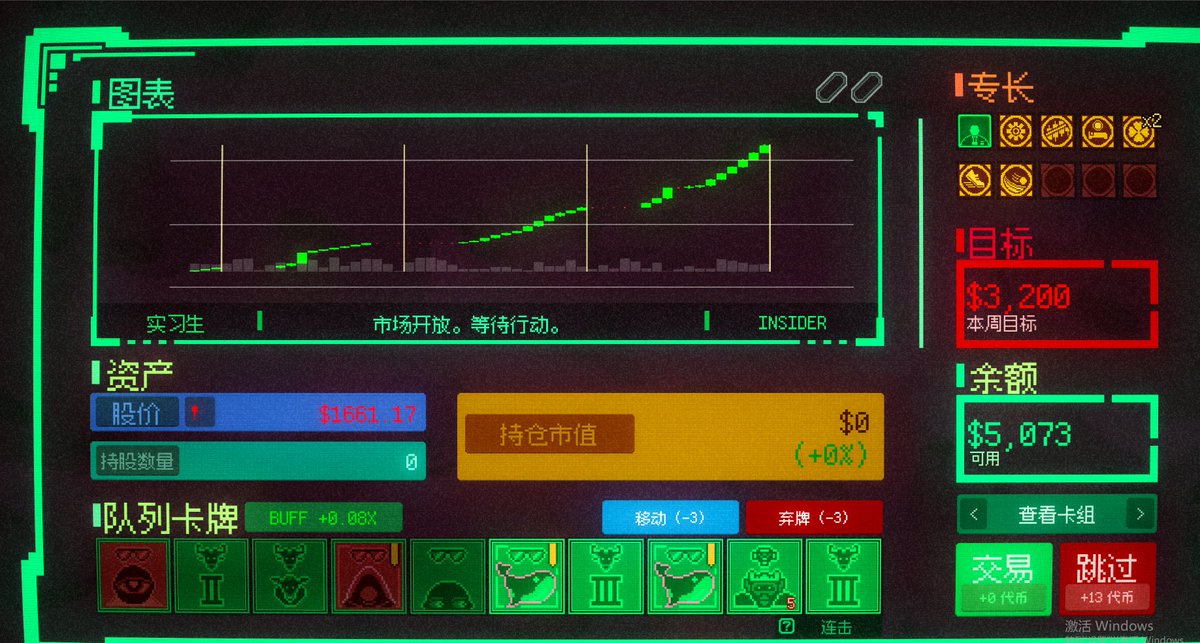 图表
专长
x2
目标
$3,200
本周目标
实习生
市场开放。等待行动。
INSIDER
资产
余额
股价
$1661.17
持仓市值
$0
(+0%)
$5,073
可用
持股数量
0
队列卡牌
BUFF +0.08X
移动 (-3)
弃牌 (-3)
<
查看卡组
>
II
III
5
III
交易
+0 代币
跳过
+13 代币
?
连击
激活 Windows